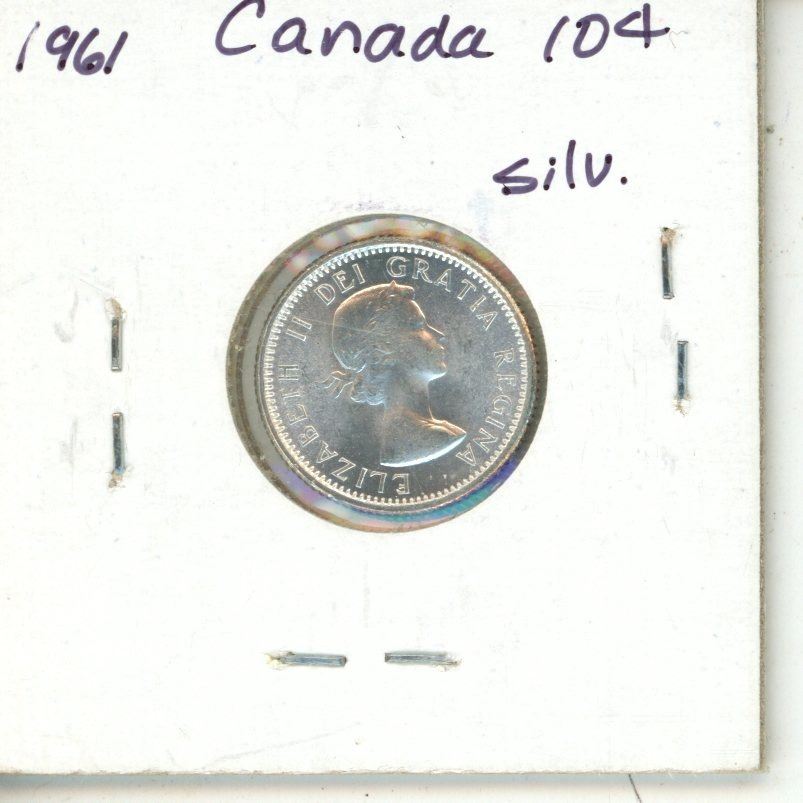 1961 Canada 10¢
silv.
ELIZABETH II DEI GRATIA REGINA